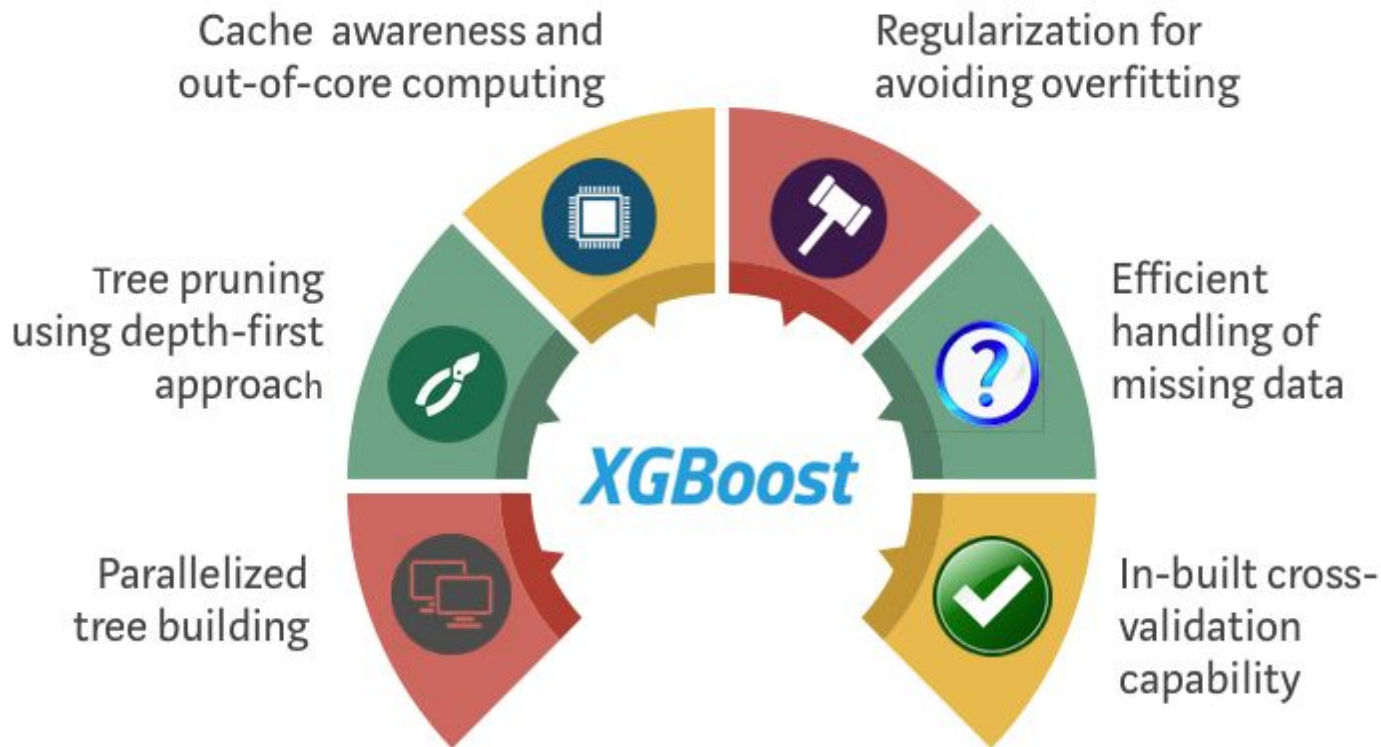 Cache awareness and
out-of-core computing
Regularization for
avoiding overfitting
Tree pruning
using depth-first
approach
Efficient
handling of
missing data
XGBoost
Parallelized
tree building
In-built cross-
validation
capability